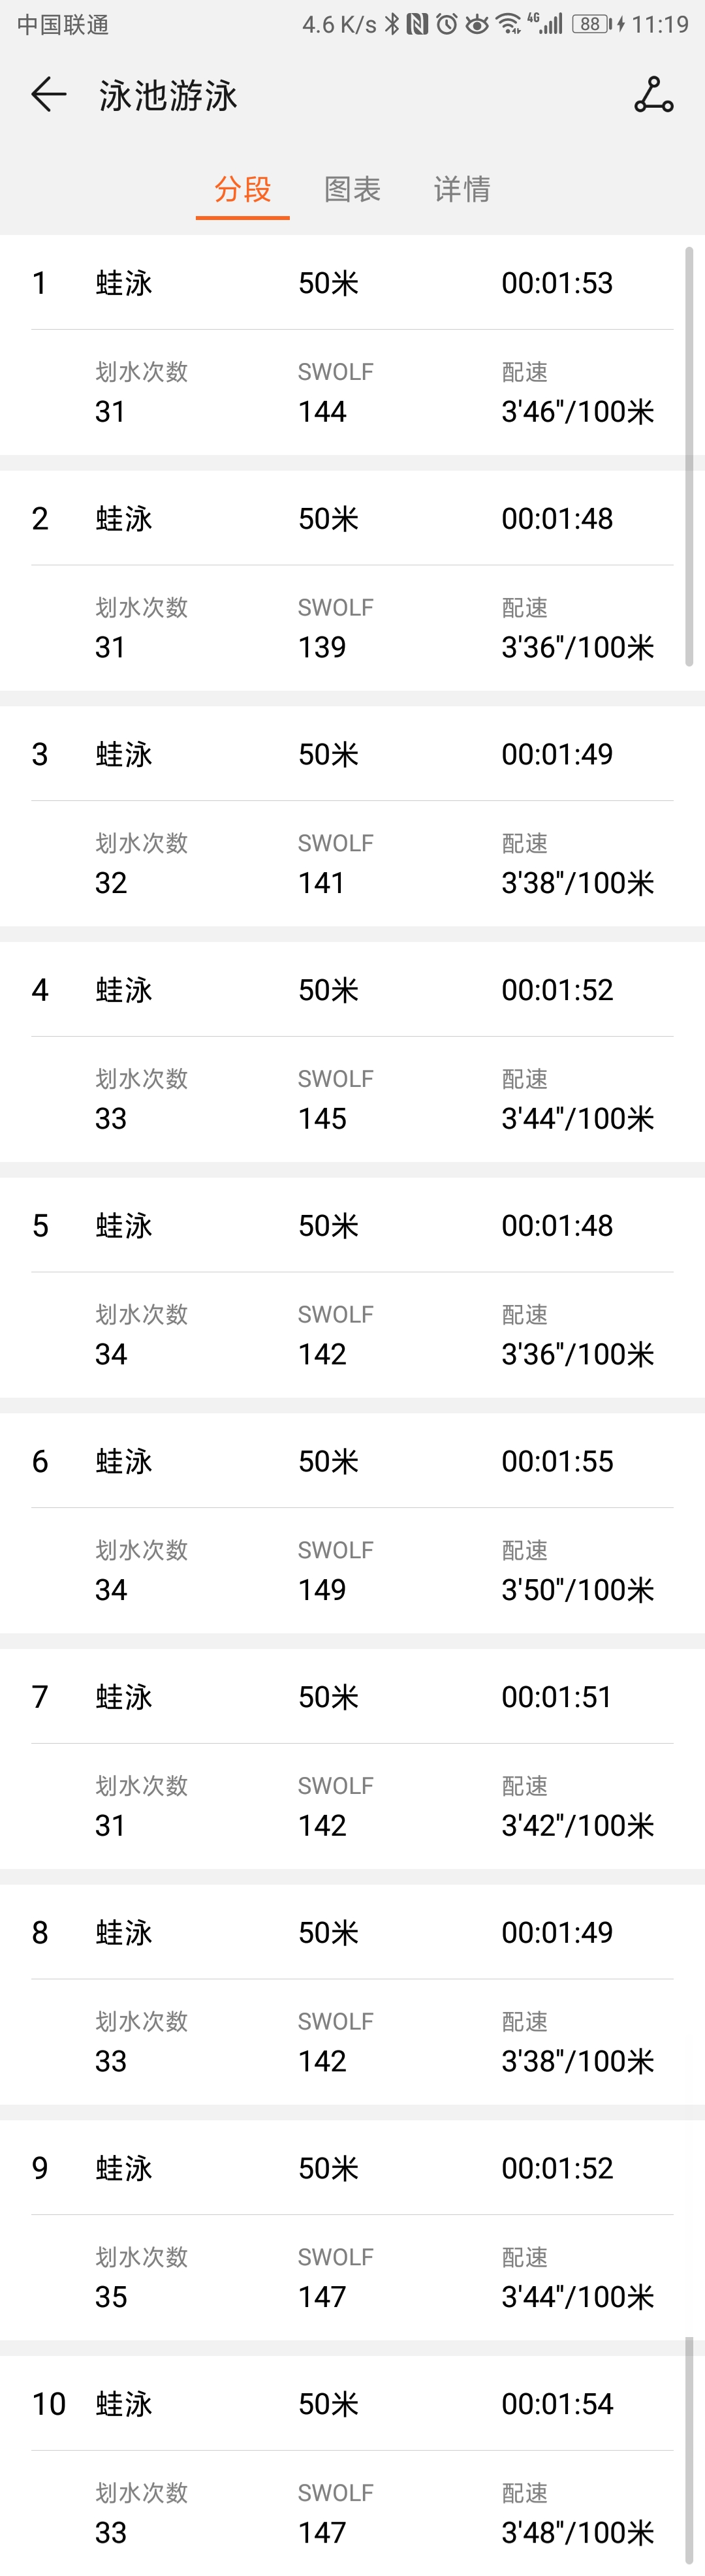 中国联通 4.6 K/s 4G 88 11:19
泳池游泳
分段 图表 详情
1 蛙泳 50米 00:01:53
划水次数 SWOLF 配速
31 144 3'46"/100米
2 蛙泳 50米 00:01:48
划水次数 SWOLF 配速
31 139 3'36"/100米
3 蛙泳 50米 00:01:49
划水次数 SWOLF 配速
32 141 3'38"/100米
4 蛙泳 50米 00:01:52
划水次数 SWOLF 配速
33 145 3'44"/100米
5 蛙泳 50米 00:01:48
划水次数 SWOLF 配速
34 142 3'36"/100米
6 蛙泳 50米 00:01:55
划水次数 SWOLF 配速
34 149 3'50"/100米
7 蛙泳 50米 00:01:51
划水次数 SWOLF 配速
31 142 3'42"/100米
8 蛙泳 50米 00:01:49
划水次数 SWOLF 配速
33 142 3'38"/100米
9 蛙泳 50米 00:01:52
划水次数 SWOLF 配速
35 147 3'44"/100米
10 蛙泳 50米 00:01:54
划水次数 SWOLF 配速
33 147 3'48"/100米